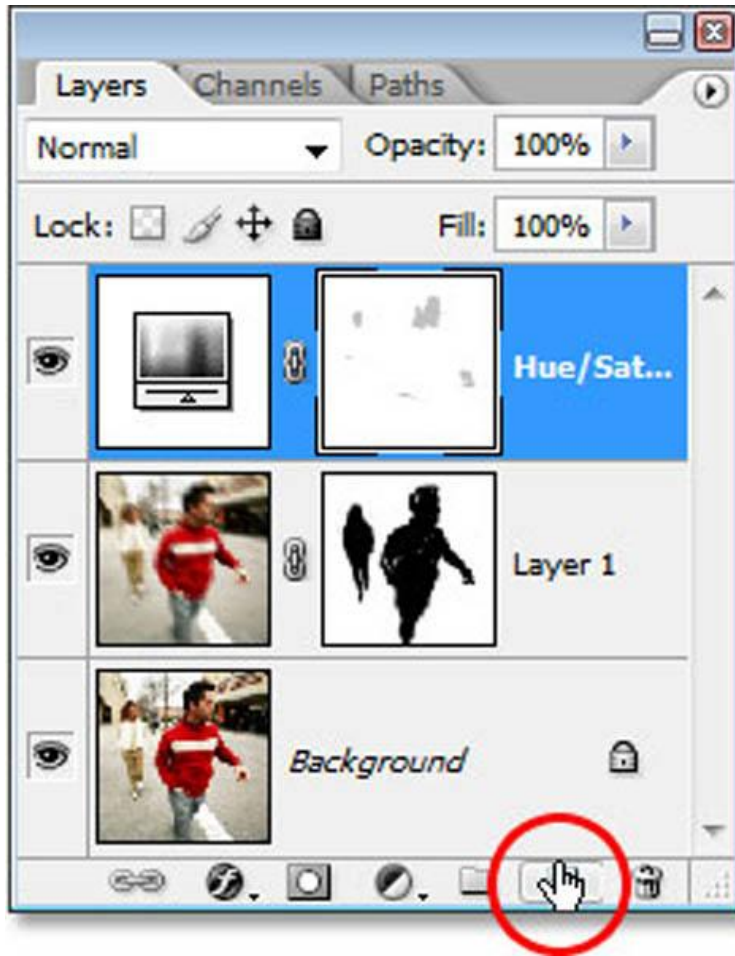 Layers Channels Paths
Normal Opacity: 100%
Lock: Fill: 100%
Hue/Sat...
Layer 1
Background